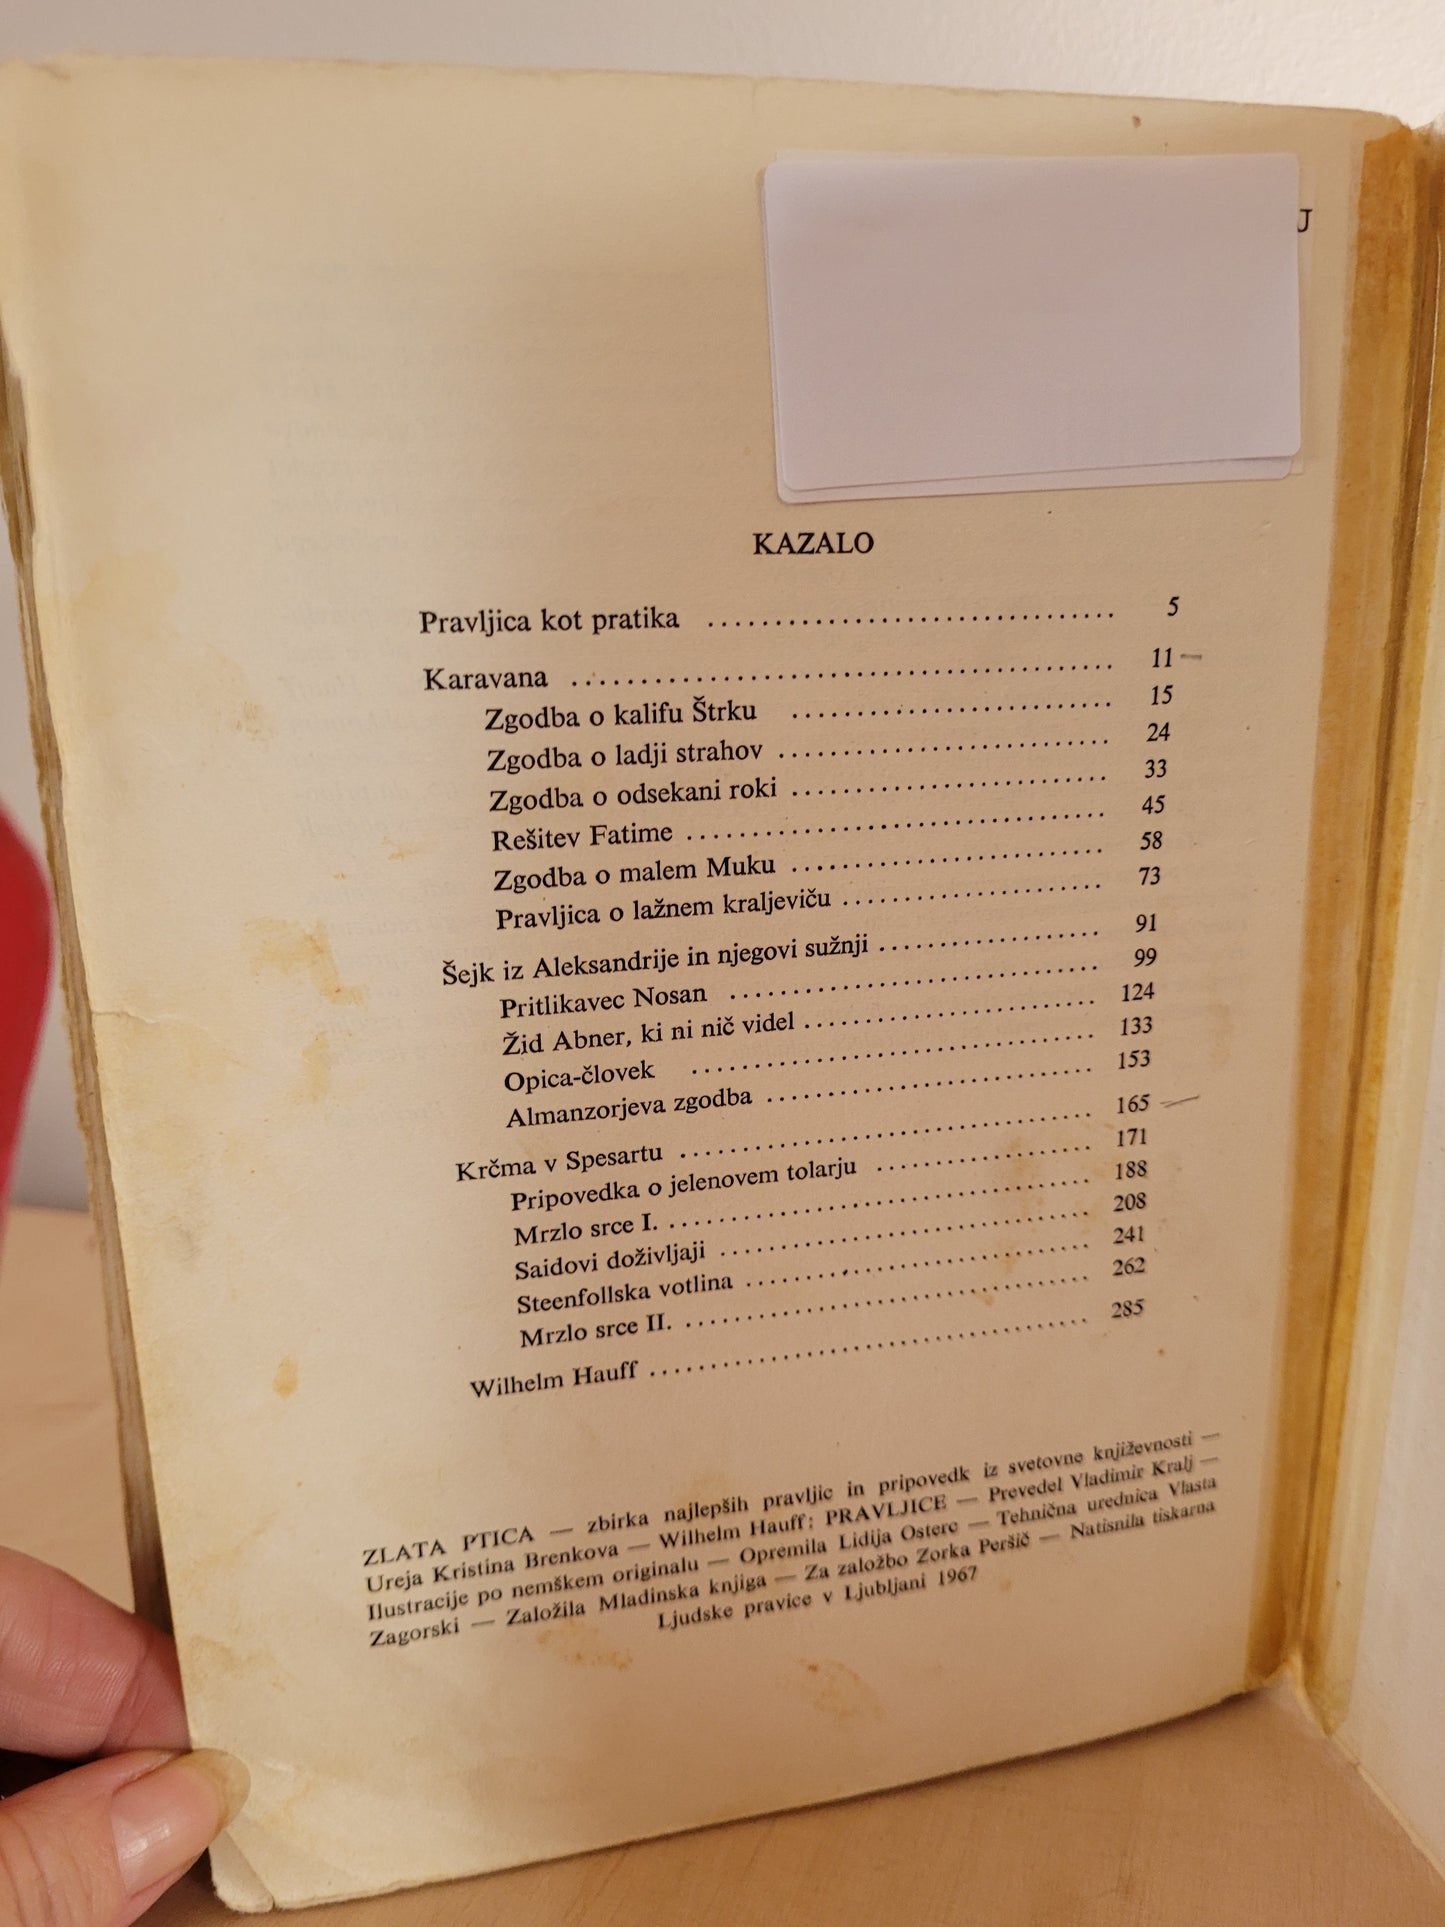 J
KAZALO
Pravljica kot pratika .............................. 5
Karavana ........................................ 11
Zgodba o kalifu Štrku ........................ 15
Zgodba o ladji strahov ........................ 24
Zgodba o odsekani roki ........................ 33
Rešitev Fatime ................................ 45
Zgodba o malem Muku ........................ 58
Pravljica o lažnem kraljeviču .................... 73
Šejk iz Aleksandrije in njegovi sužnji ................. 91
Pritlikavec Nosan ............................ 99
Žid Abner, ki ni nič videl ...................... 124
Opica-človek ................................ 133
Almanzorjeva zgodba .......................... 153
Krčma v Spesartu ................................ 165
Pripovedka o jelenovem tolarju .................. 171
Mrzlo srce I. .................................. 188
Saidovi doživljaji .............................. 208
Steenfollska votlina ............................ 241
Mrzlo srce II. .................................. 262
Wilhelm Hauff .................................... 285
ZLATA PTICA — zbirka najlepših pravljic in pripovedk iz svetovne književnosti —
Ureja Kristina Brenkova — Wilhelm Hauff: PRAVLJICE — Prevedel Vladimir Kralj —
Ilustracije po nemškem originalu — Opremila Lidija Osterc — Tehnična urednica Vlasta
Zagorski — Založila Mladinska knjiga — Za založbo Zorka Peršič — Natisnila tiskarna
Ljudske pravice v Ljubljani 1967